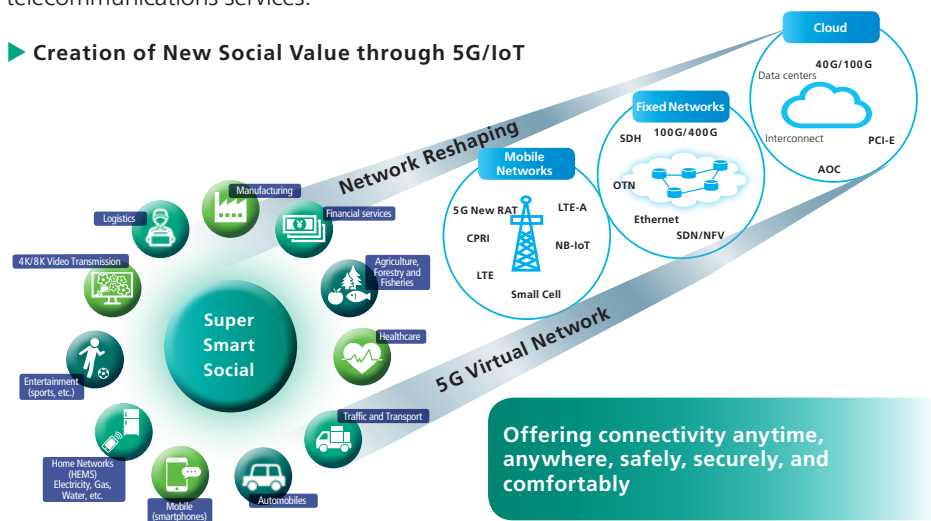 telecommunications services.
Creation of New Social Value through 5G/IoT
Cloud
40G/100G
Data centers
Interconnect
PCI-E
AOC
Fixed Networks
SDH
100G/400G
OTN
Ethernet
SDN/NFV
Network Reshaping
Mobile
Networks
5G New RAT
LTE-A
CPRI
NB-IoT
LTE
Small Cell
5G Virtual Network
Manufacturing
Financial services
Logistics
4K/8K Video Transmission
Agriculture,
Forestry and
Fisheries
¥
Super
Smart
Social
Healthcare
Entertainment
(sports, etc.)
Traffic and Transport
Home Networks
(HEMS)
Electricity, Gas,
Water, etc.
Mobile
(smartphones)
Automobiles
Offering connectivity anytime,
anywhere, safely, securely, and
comfortably